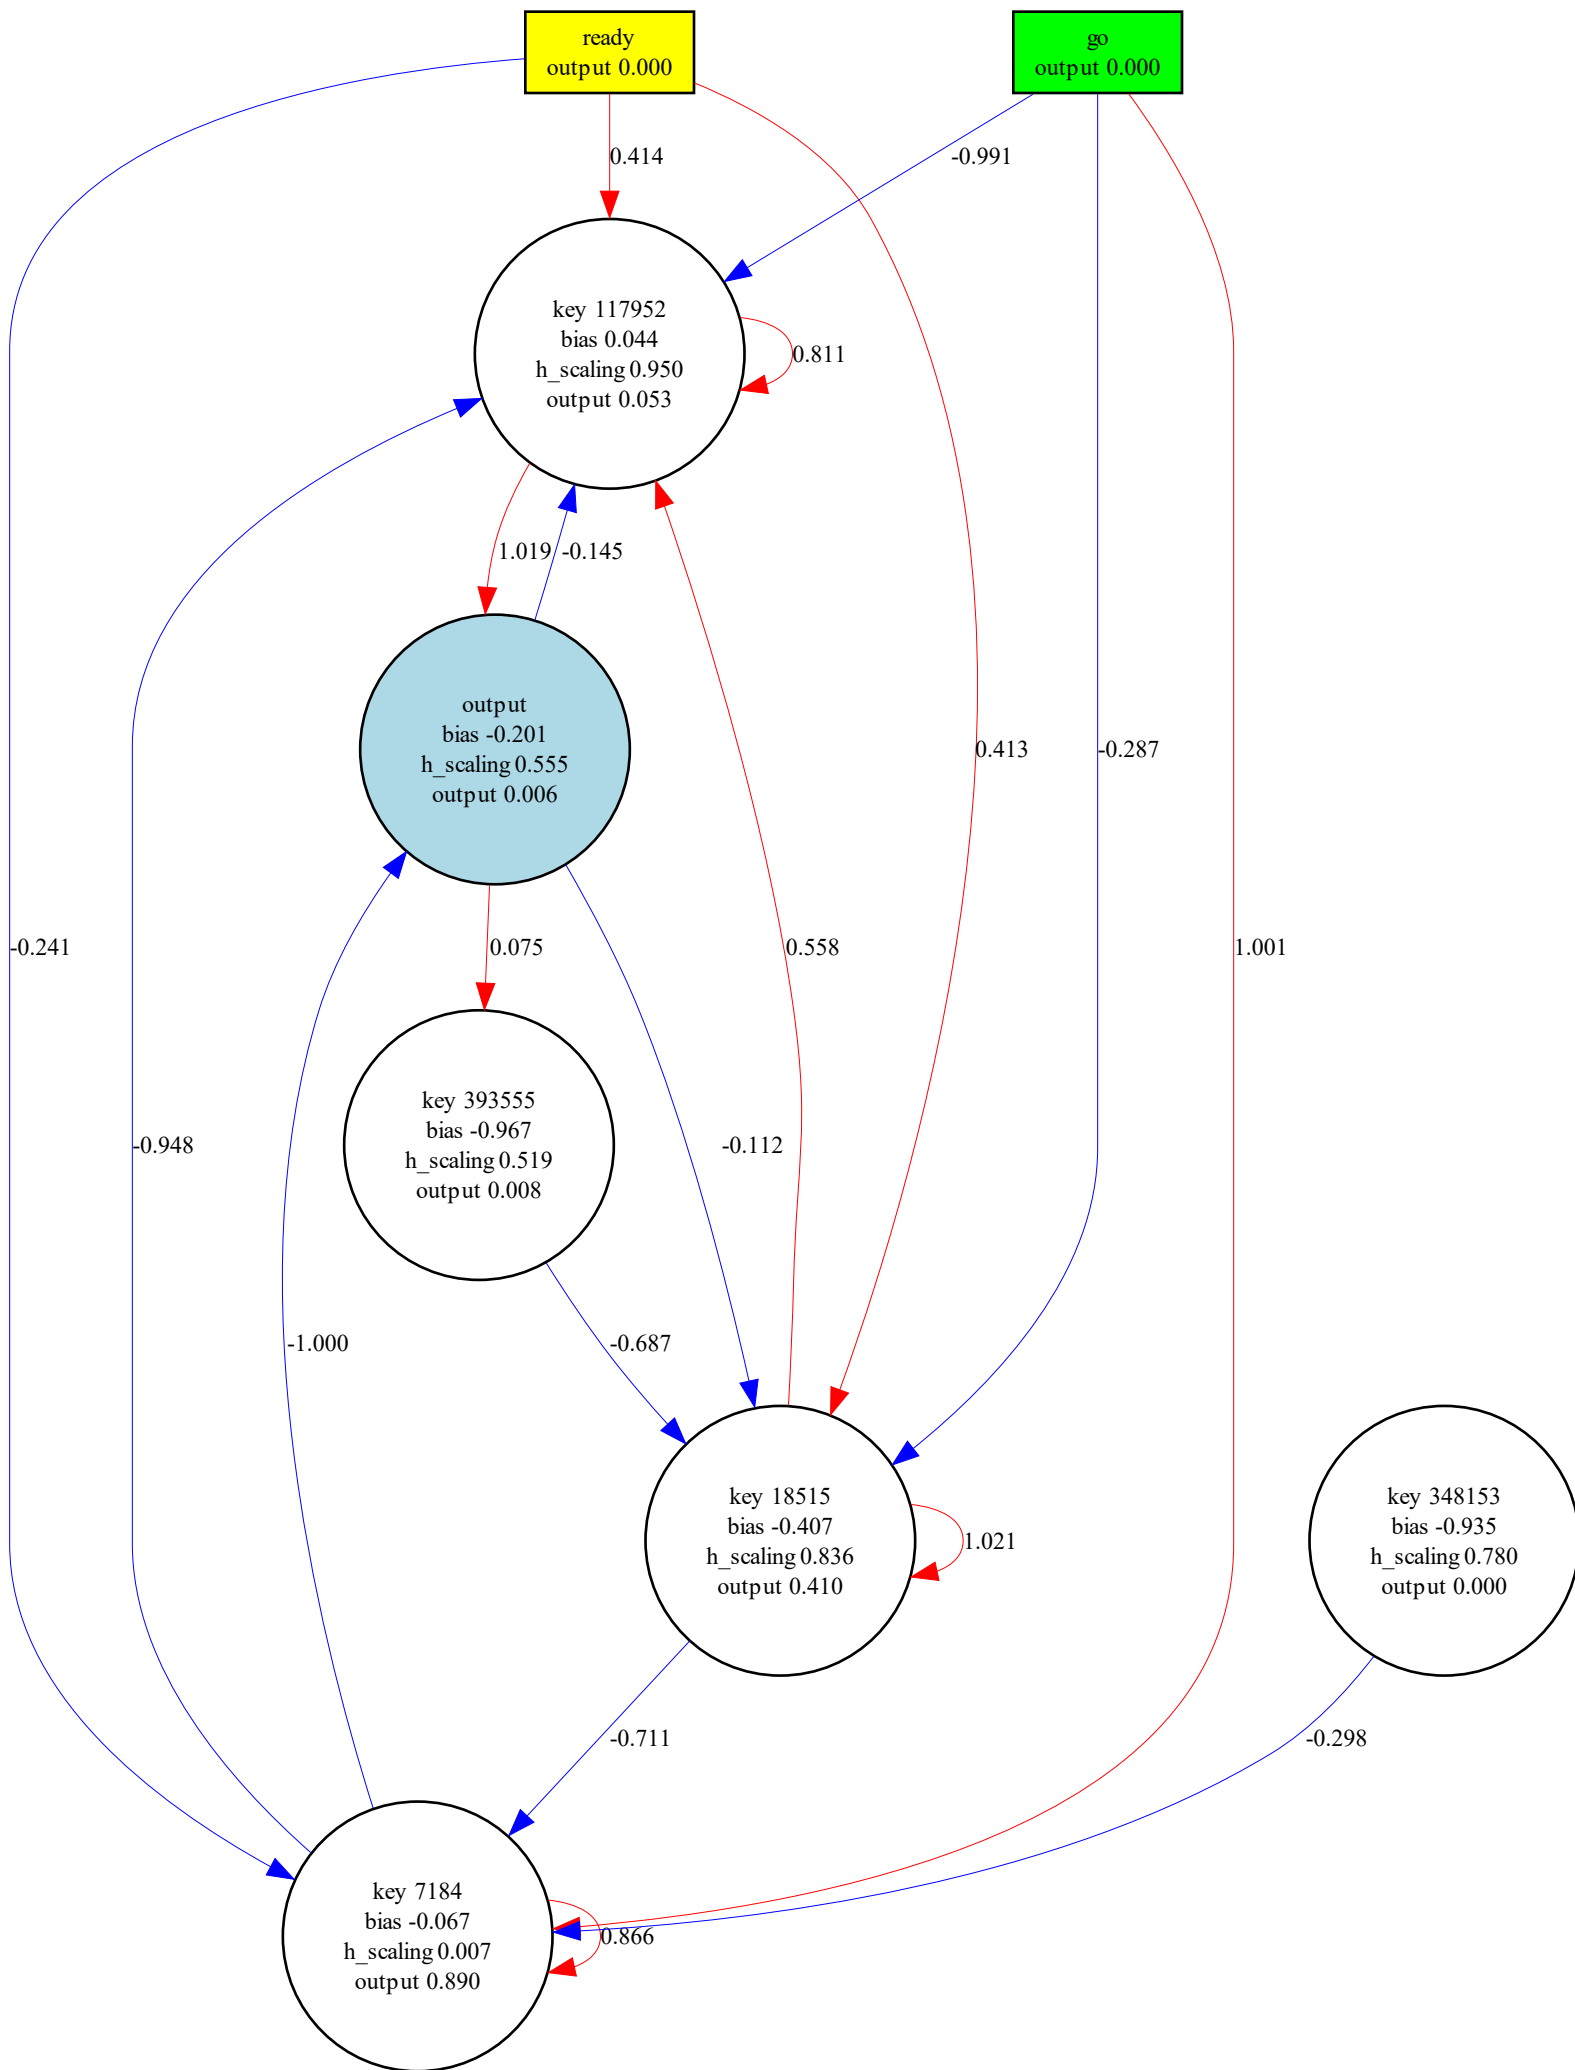 ready
output 0.000
go
output 0.000
0.414
-0.991
key 117952
bias 0.044
h_scaling 0.950
output 0.053
0.811
1.019
-0.145
output
bias -0.201
h_scaling 0.555
output 0.006
0.413
-0.287
-0.241
0.075
0.558
1.001
key 393555
bias -0.967
h_scaling 0.519
output 0.008
-0.948
-0.112
-1.000
-0.687
key 18515
bias -0.407
h_scaling 0.836
output 0.410
1.021
key 348153
bias -0.935
h_scaling 0.780
output 0.000
-0.711
-0.298
key 7184
bias -0.067
h_scaling 0.007
output 0.890
0.866